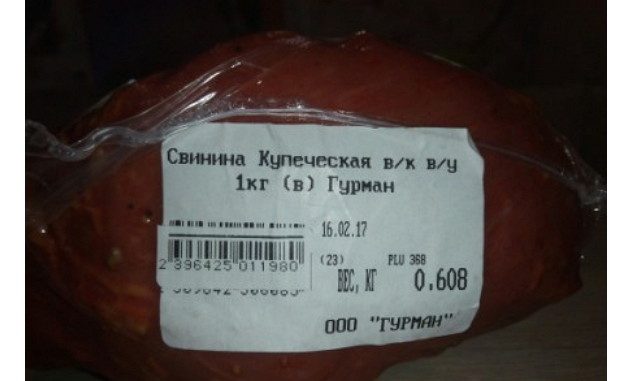 Свинина Купеческая в/к в/у
1кг (в) Гурман
16.02.17
2 396425 011980
(23) PLU 368
ВЕС, КГ 0.608
ООО "ГУРМАН"